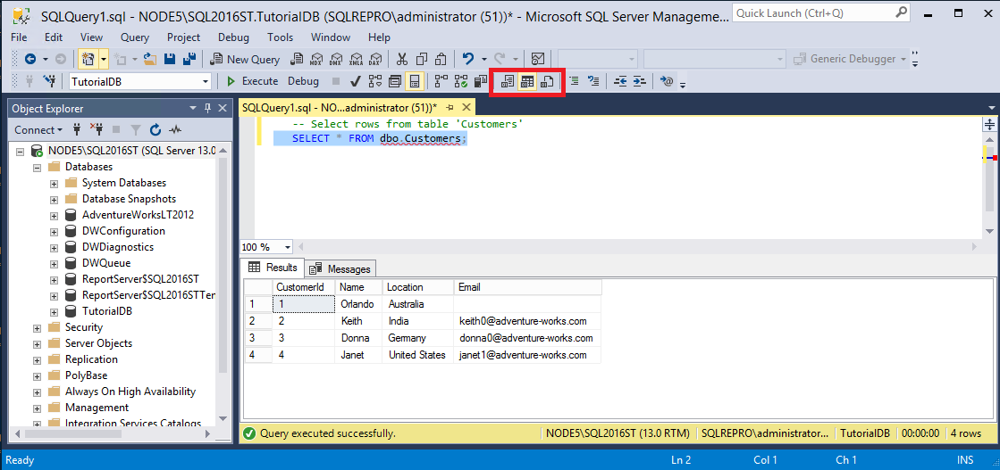 SQLQuery1.sql - NODE5\SQL2016ST.TutorialDB (SQLREPRO\administrator (51))* - Microsoft SQL Server Manageme...
Quick Launch (Ctrl+Q)
File Edit View Query Project Debug Tools Window Help
New Query
MDX DMX XMLA DAX
Generic Debugger
TutorialDB
Execute Debug
Object Explorer
Connect
NODE5\SQL2016ST (SQL Server 13.0
Databases
System Databases
Database Snapshots
AdventureWorksLT2012
DWConfiguration
DWDiagnostics
DWQueue
ReportServer$SQL2016ST
ReportServer$SQL2016STTen
TutorialDB
Security
Server Objects
Replication
PolyBase
Always On High Availability
Management
Integration Services Catalogs
SQLQuery1.sql - NO...administrator (51))*
-- Select rows from table 'Customers'
SELECT * FROM dbo.Customers;
100 %
Results Messages
CustomerId Name Location Email
1 1 Orlando Australia
2 2 Keith India keith0@adventure-works.com
3 3 Donna Germany donna0@adventure-works.com
4 4 Janet United States janet1@adventure-works.com
Query executed successfully.
NODE5\SQL2016ST (13.0 RTM) SQLREPRO\administrator... TutorialDB 00:00:00 4 rows
Ready Ln 2 Col 1 Ch 1 INS